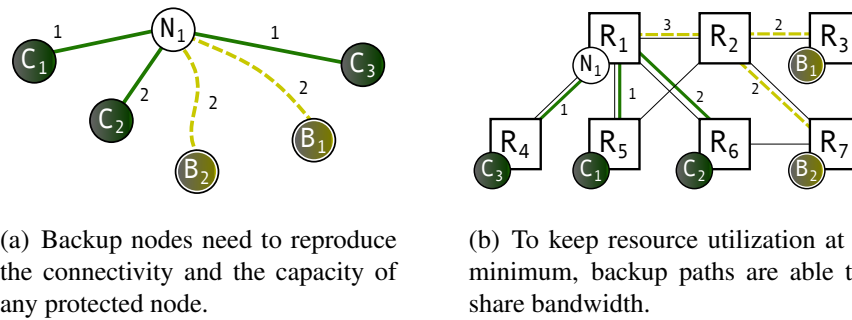 N1
1
1
C1
C3
2
C2
2
2
B1
B2
R1
3
R2
2
R3
N1
B1
1
1
2
2
R4
R5
R6
R7
C3
C1
C2
B2
(a) Backup nodes need to reproduce
the connectivity and the capacity of
any protected node.
(b) To keep resource utilization at
minimum, backup paths are able t
share bandwidth.